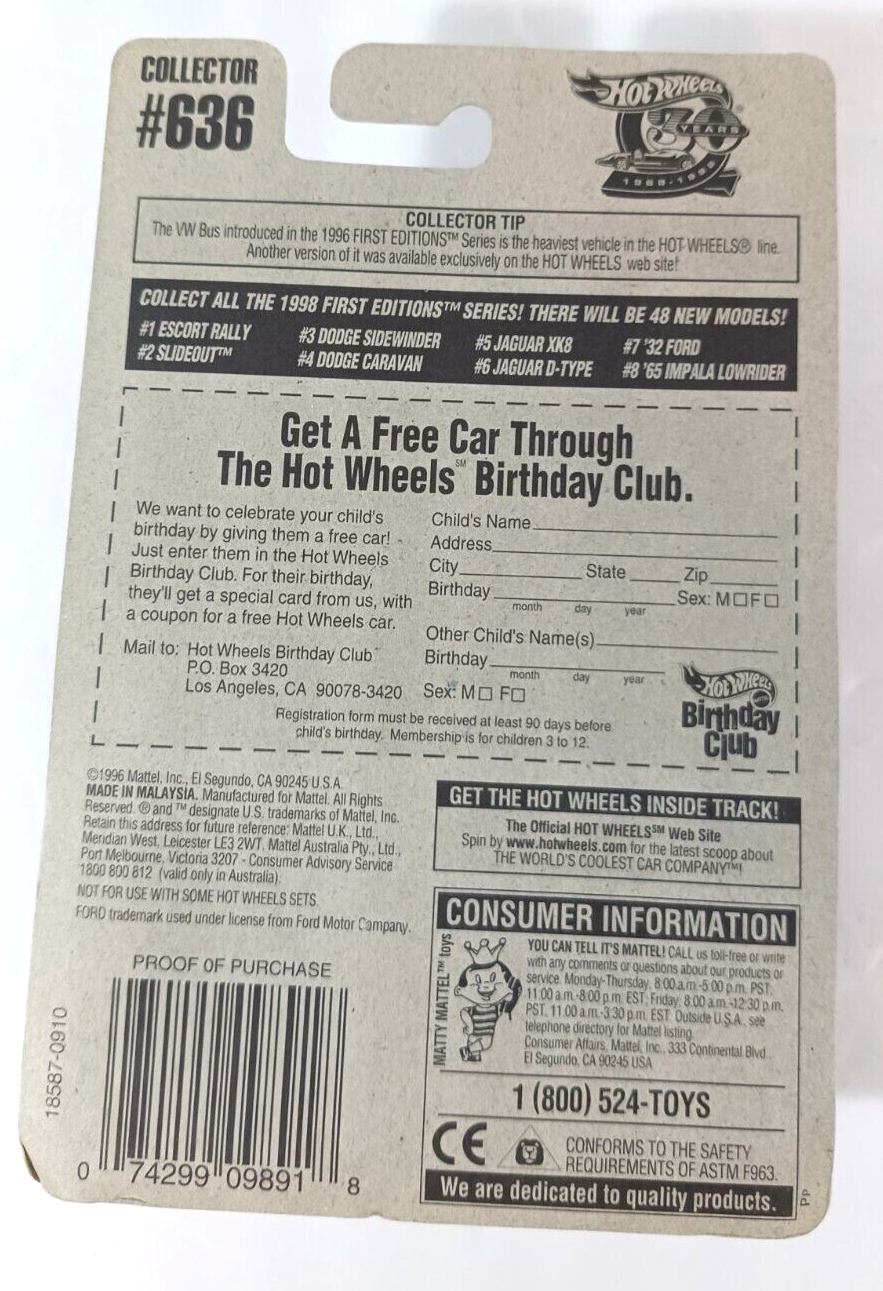 COLLECTOR
#636
HOT WHEELS
30
YEARS
1968-1998
COLLECTOR TIP
The VW Bus introduced in the 1996 FIRST EDITIONS™ Series is the heaviest vehicle in the HOT WHEELS® line.
Another version of it was available exclusively on the HOT WHEELS web site!
COLLECT ALL THE 1998 FIRST EDITIONS™ SERIES! THERE WILL BE 48 NEW MODELS!
#1 ESCORT RALLY #3 DODGE SIDEWINDER #5 JAGUAR XK8 #7 '32 FORD
#2 SLIDEOUT™ #4 DODGE CARAVAN #6 JAGUAR D-TYPE #8 '65 IMPALA LOWRIDER
Get A Free Car Through
The Hot Wheels℠ Birthday Club.
We want to celebrate your child's
birthday by giving them a free car!
Just enter them in the Hot Wheels
Birthday Club. For their birthday,
they'll get a special card from us, with
a coupon for a free Hot Wheels car.
Mail to: Hot Wheels Birthday Club
P.O. Box 3420
Los Angeles, CA 90078-3420
Child's Name
Address
City State Zip
Birthday Sex: M☐ F☐
month day year
Other Child's Name(s)
Birthday
month day year
Sex: M☐ F☐
Registration form must be received at least 90 days before
child's birthday. Membership is for children 3 to 12.
HOT WHEELS
Birthday
Club
©1996 Mattel, Inc., El Segundo, CA 90245 U.S.A.
MADE IN MALAYSIA. Manufactured for Mattel. All Rights
Reserved. ® and ™ designate U.S. trademarks of Mattel, Inc.
Retain this address for future reference: Mattel U.K., Ltd.,
Meridian West, Leicester LE3 2WT. Mattel Australia Pty., Ltd.,
Port Melbourne, Victoria 3207 - Consumer Advisory Service
1800 800 812 (valid only in Australia).
NOT FOR USE WITH SOME HOT WHEELS SETS.
FORD trademark used under license from Ford Motor Company.
PROOF OF PURCHASE
18587-0910
0 74299 09891 8
GET THE HOT WHEELS INSIDE TRACK!
The Official HOT WHEELS℠ Web Site
Spin by www.hotwheels.com for the latest scoop about
THE WORLD'S COOLEST CAR COMPANY™!
CONSUMER INFORMATION
MATTY MATTEL™ toys
YOU CAN TELL IT'S MATTEL! CALL us toll-free or write
with any comments or questions about our products or
service. Monday-Thursday, 8:00 a.m.-5:00 p.m. PST,
11:00 a.m.-8:00 p.m. EST; Friday, 8:00 a.m.-12:30 p.m.
PST, 11:00 a.m.-3:30 p.m. EST. Outside U.S.A., see
telephone directory for Mattel listing.
Consumer Affairs, Mattel, Inc., 333 Continental Blvd.,
El Segundo, CA 90245 USA
1 (800) 524-TOYS
CE
CONFORMS TO THE SAFETY
REQUIREMENTS OF ASTM F963.
We are dedicated to quality products.
PP